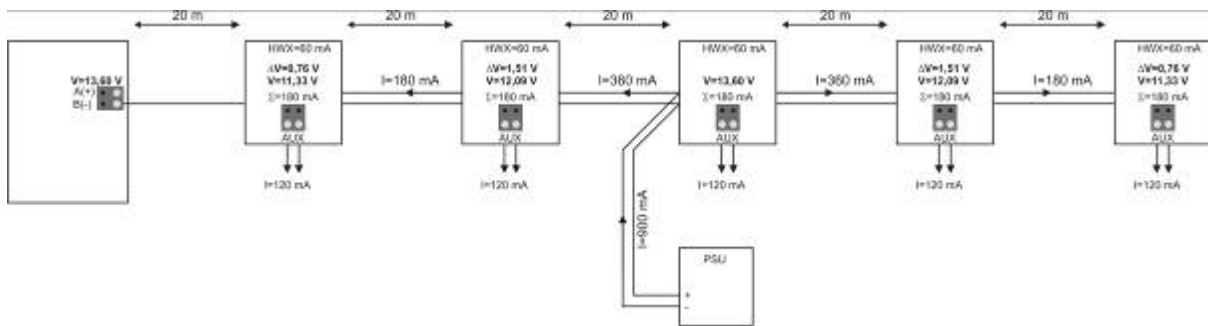 20 m 20 m 20 m 20 m 20 m
V=13,60 V
A(+)
B(-)
HWX=60 mA
ΔV=0,76 V
V=11,33 V
Σ=180 mA
AUX
I=120 mA
I=180 mA
HWX=60 mA
ΔV=1,51 V
V=12,09 V
Σ=180 mA
AUX
I=120 mA
I=360 mA
HWX=60 mA
V=13,60 V
Σ=180 mA
AUX
I=120 mA
I=360 mA
HWX=60 mA
ΔV=1,51 V
V=12,09 V
Σ=180 mA
AUX
I=120 mA
I=180 mA
HWX=60 mA
ΔV=0,76 V
V=11,33 V
Σ=180 mA
AUX
I=120 mA
I=900 mA
PSU
+
-